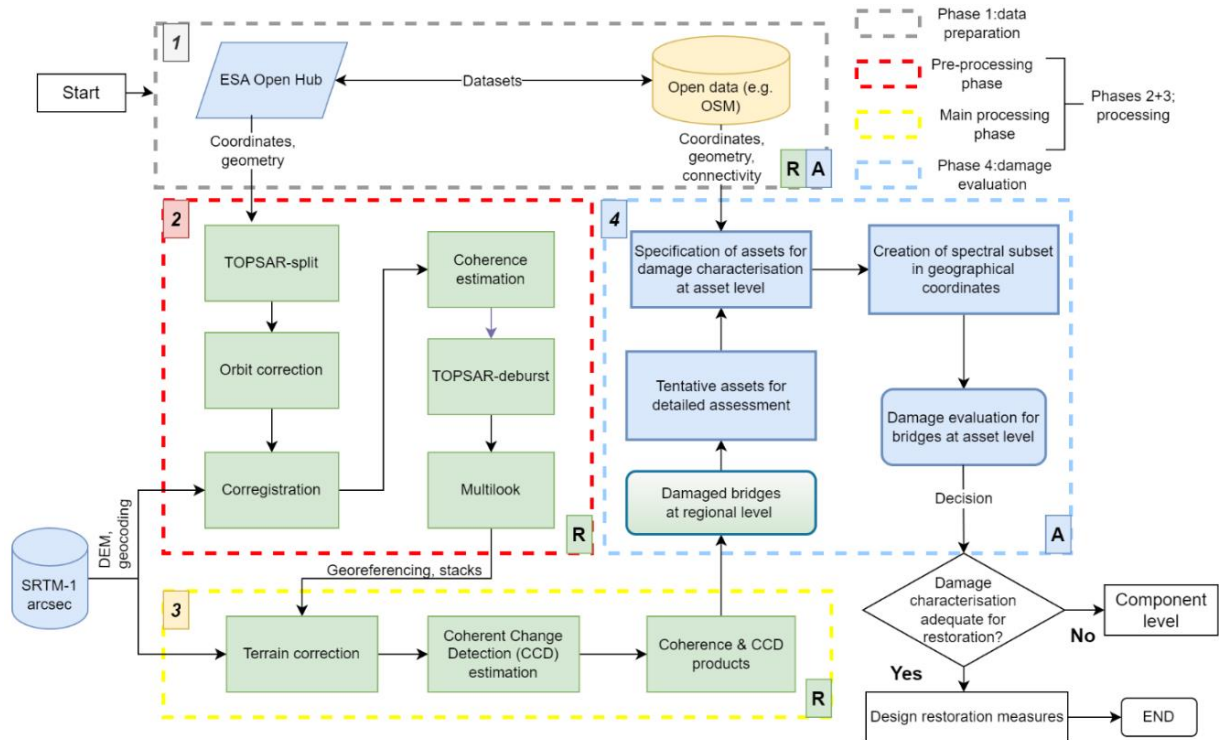 1
Start
ESA Open Hub
Datasets
Open data (e.g.
OSM)
Coordinates,
geometry
Coordinates,
geometry,
connectivity
R
A
Phase 1:data
preparation
Pre-processing
phase
Main processing
phase
Phases 2+3;
processing
Phase 4:damage
evaluation
2
TOPSAR-split
Orbit correction
Corregistration
Coherence
estimation
TOPSAR-deburst
Multilook
R
SRTM-1
arcsec
DEM,
geocoding
Georeferencing, stacks
3
Terrain correction
Coherent Change
Detection (CCD)
estimation
Coherence & CCD
products
R
4
Specification of assets for
damage characterisation
at asset level
Creation of spectral subset
in geographical
coordinates
Tentative assets for
detailed assessment
Damaged bridges
at regional level
Damage evaluation for
bridges at asset level
Decision
A
Damage
characterisation
adequate for
restoration?
No
Component
level
Yes
Design restoration measures
END